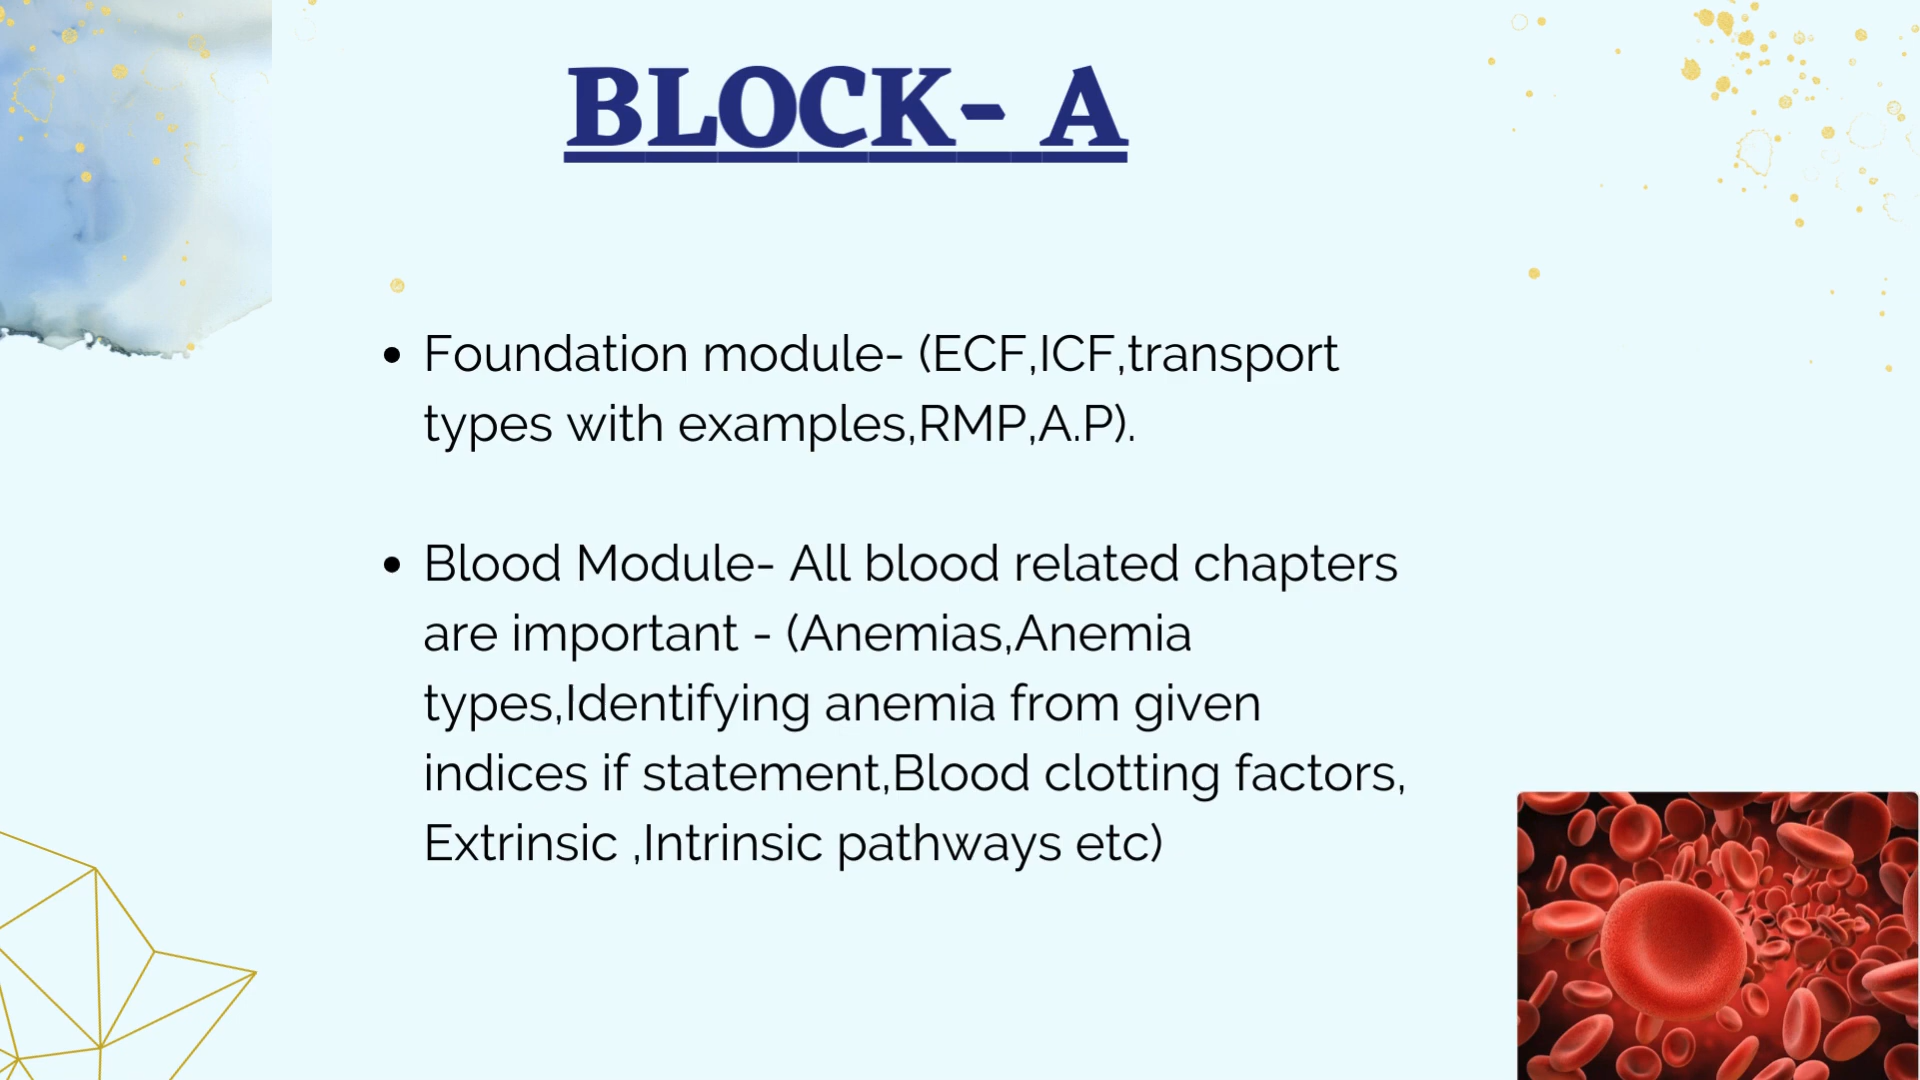 BLOCK- A
• Foundation module- (ECF,ICF,transport
types with examples,RMP,A.P).
• Blood Module- All blood related chapters
are important - (Anemias,Anemia
types,Identifying anemia from given
indices if statement,Blood clotting factors,
Extrinsic ,Intrinsic pathways etc)